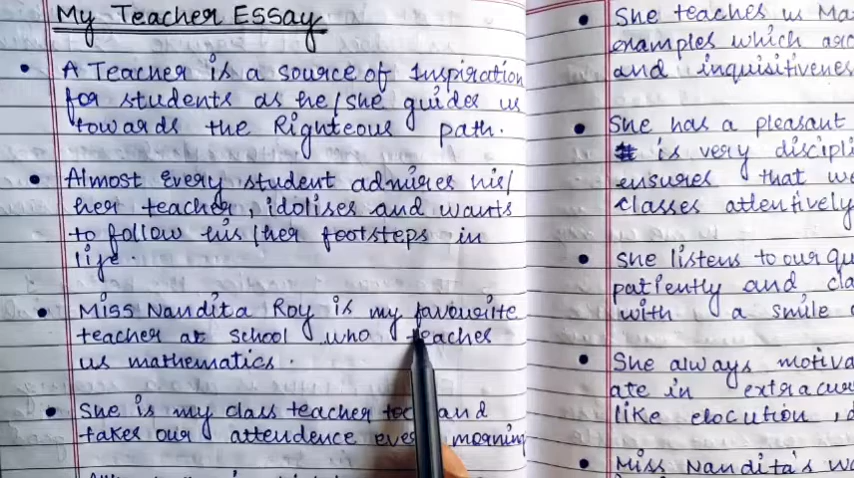 My Teacher Essay
• A Teacher is a source of Inspiration
for students as he/she guides us
towards the Righteous path.
• Almost every student admires his/
her teacher, idolises and wants
to follow his/her footsteps in
life.
• Miss Nandita Roy is my favourite
teacher at school who teaches
us mathematics.
• She is my class teacher too and
takes our attendence every morning
• She teaches us
examples which
and
• She has a pleasant
is very
ensures that
classes attentively
• She listens to our
patiently and
with a smile
• She always
ate in
like elocution,
• Miss Nandita's